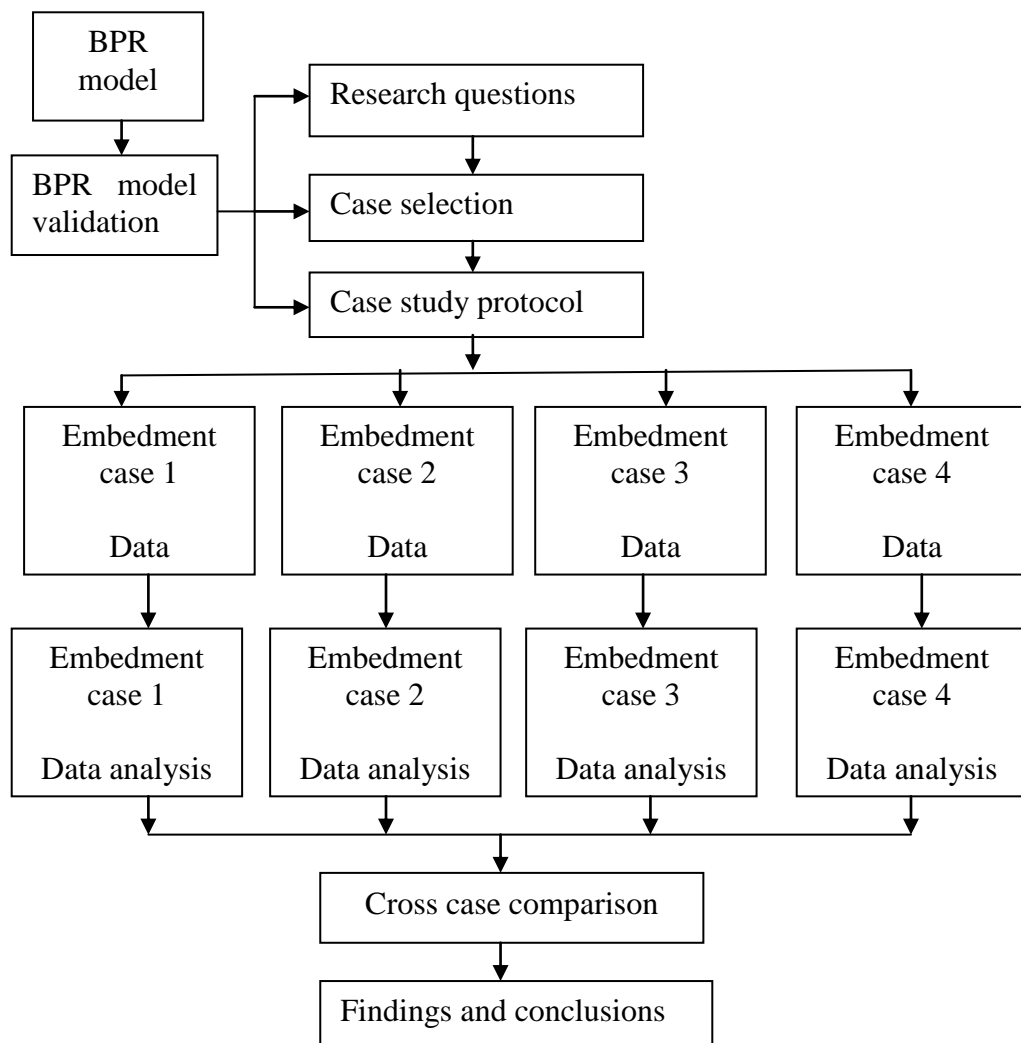 BPR
model
BPR model
validation
Research questions
Case selection
Case study protocol
Embedment
case 1
Data
Embedment
case 2
Data
Embedment
case 3
Data
Embedment
case 4
Data
Embedment
case 1
Data analysis
Embedment
case 2
Data analysis
Embedment
case 3
Data analysis
Embedment
case 4
Data analysis
Cross case comparison
Findings and conclusions